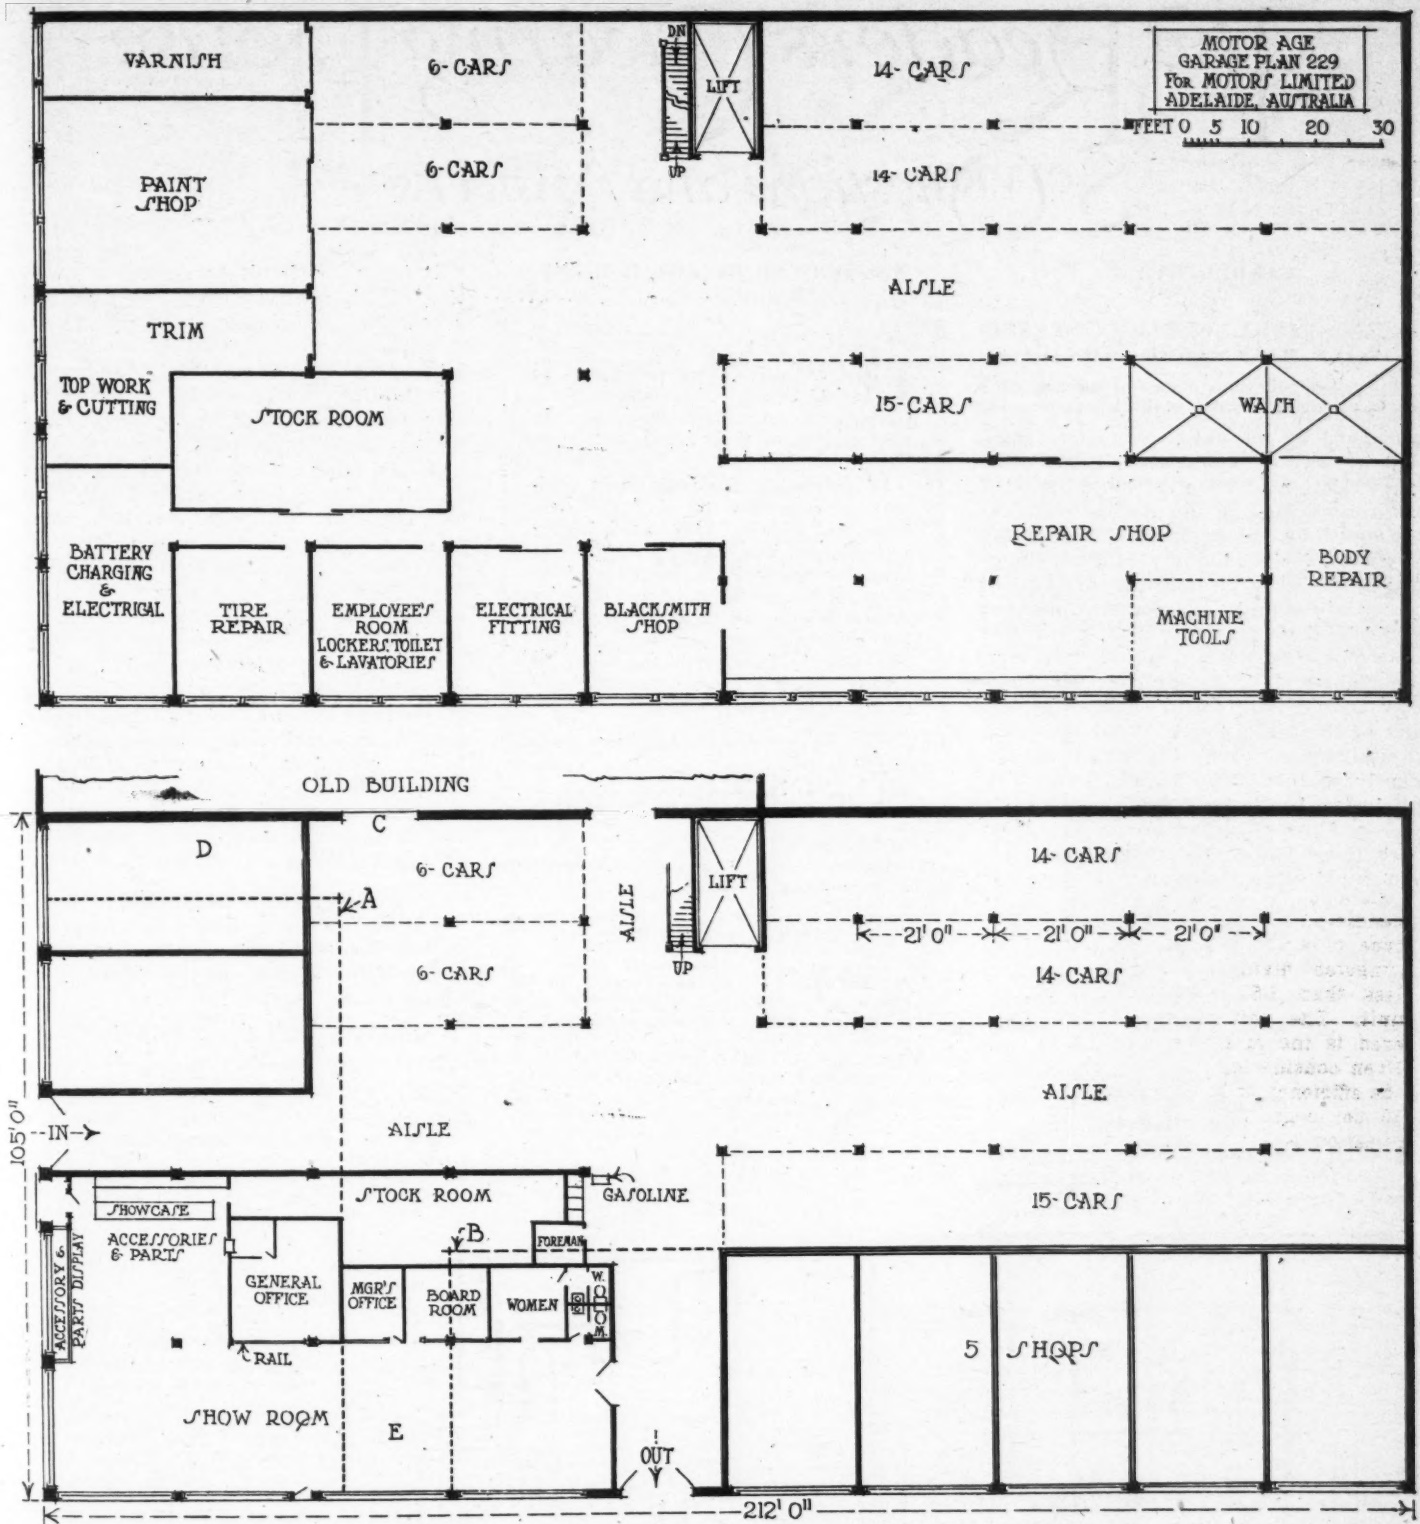 MOTOR AGE
GARAGE PLAN 229
FOR MOTORS LIMITED
ADELAIDE, AUSTRALIA
FEET 0 5 10 20 30
VARNISH
6-CARS
DN
LIFT
UP
14-CARS
6-CARS
14-CARS
PAINT
SHOP
AISLE
TRIM
TOP WORK
& CUTTING
STOCK ROOM
15-CARS
WASH
REPAIR SHOP
BATTERY
CHARGING
&
ELECTRICAL
TIRE
REPAIR
EMPLOYEE'S
ROOM
LOCKERS, TOILET
& LAVATORIES
ELECTRICAL
FITTING
BLACKSMITH
SHOP
MACHINE
TOOLS
BODY
REPAIR
OLD BUILDING
C
D
6-CARS
A
AISLE
LIFT
UP
14-CARS
21'0" 21'0" 21'0"
6-CARS
14-CARS
105'0"
IN
AISLE
AISLE
STOCK ROOM
GASOLINE
15-CARS
SHOWCASE
ACCESSORIES
& PARTS
ACCESSORY &
PARTS DISPLAY
B
FOREMAN
GENERAL
OFFICE
MGR'S
OFFICE
BOARD
ROOM
WOMEN
W.
M.
RAIL
5 SHOPS
SHOW ROOM
E
OUT
212'0"